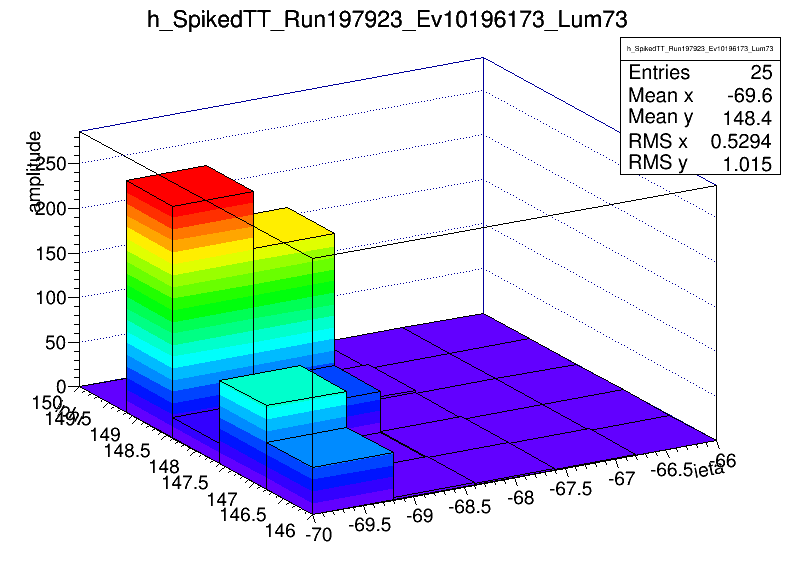 h_SpikedTT_Run197923_Ev10196173_Lum73
h_SpikedTT_Run197923_Ev10196173_Lum73
Entries 25
Mean x -69.6
Mean y 148.4
RMS x 0.5294
RMS y 1.015
amplitude
250
200
150
100
50
0
150
149.5
149
148.5
148
147.5
147
146.5
146
-70
-69.5
-69
-68.5
-68
-67.5
-67
-66.5
-66
ieta